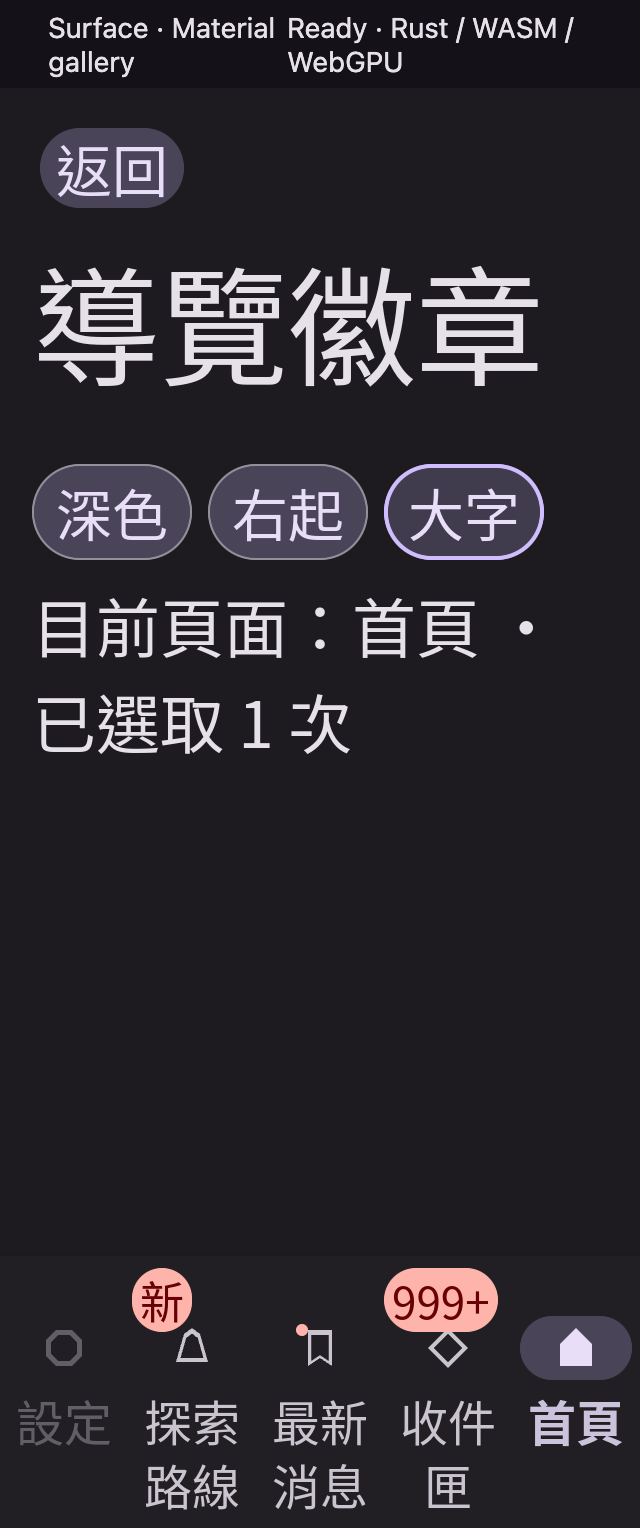 Surface · Material gallery
Ready · Rust / WASM / WebGPU
返回
導覽徽章
深色
右起
大字
目前頁面：首頁 ・
已選取 1 次
新
999+
設定
探索
路線
最新
消息
收件
匣
首頁